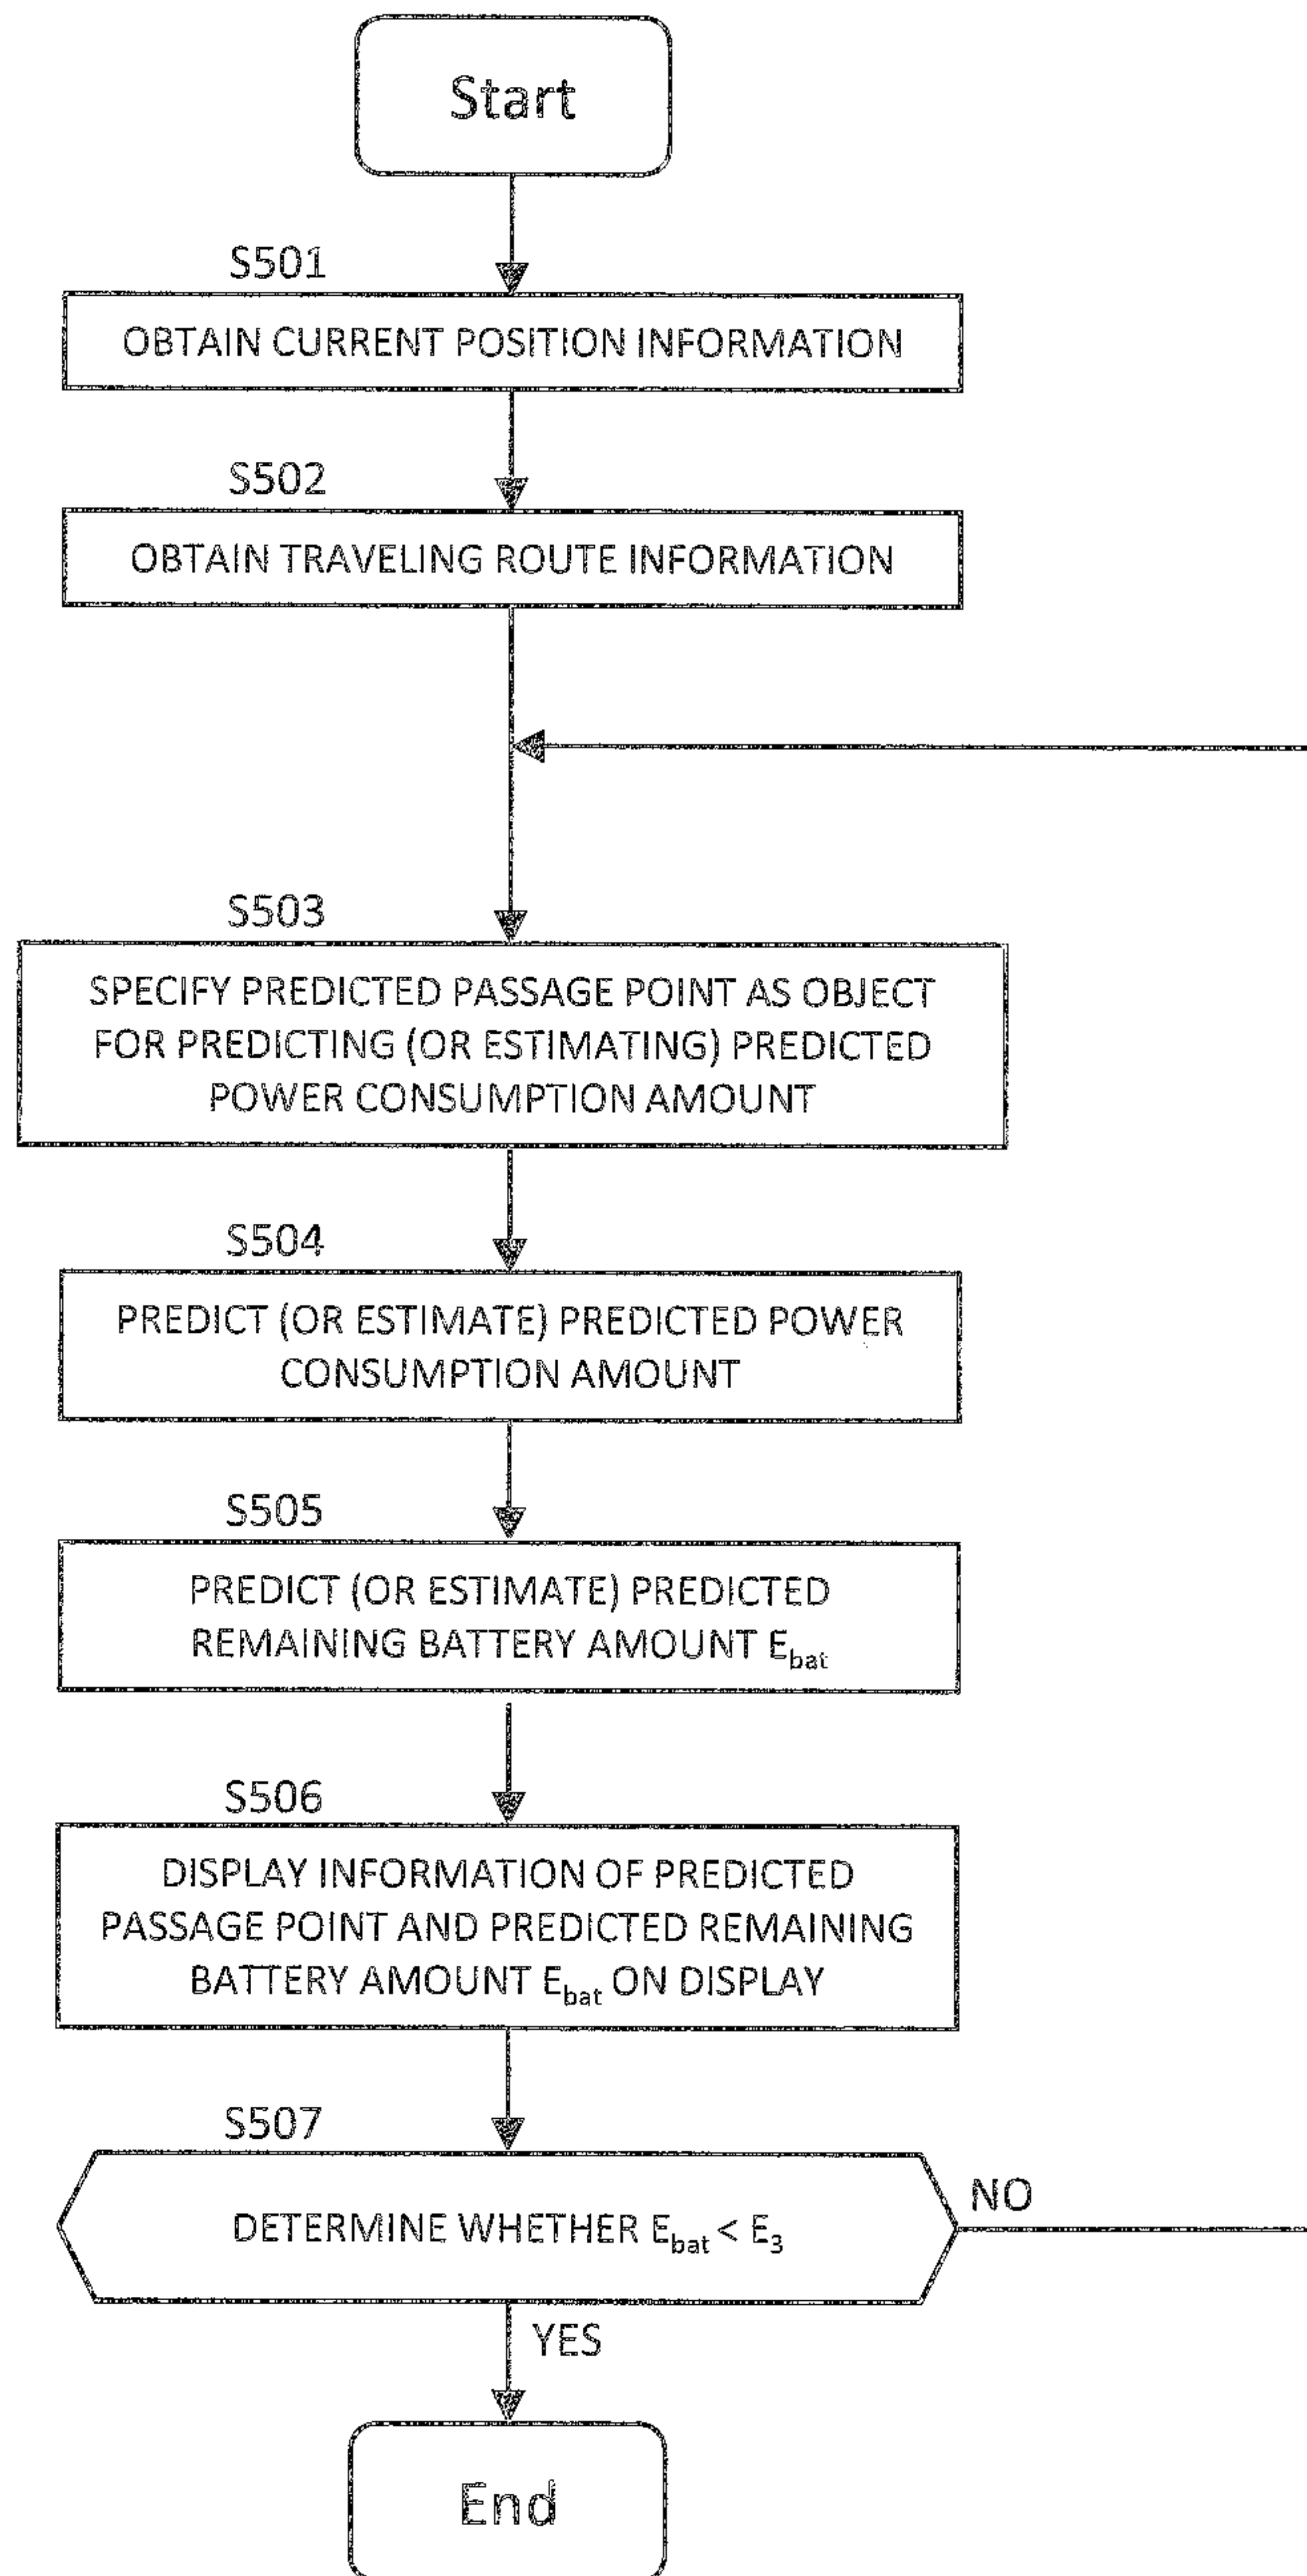 Start
S501
OBTAIN CURRENT POSITION INFORMATION
S502
OBTAIN TRAVELING ROUTE INFORMATION
S503
SPECIFY PREDICTED PASSAGE POINT AS OBJECT
FOR PREDICTING (OR ESTIMATING) PREDICTED
POWER CONSUMPTION AMOUNT
S504
PREDICT (OR ESTIMATE) PREDICTED POWER
CONSUMPTION AMOUNT
S505
PREDICT (OR ESTIMATE) PREDICTED
REMAINING BATTERY AMOUNT Ebat
S506
DISPLAY INFORMATION OF PREDICTED
PASSAGE POINT AND PREDICTED REMAINING
BATTERY AMOUNT Ebat ON DISPLAY
S507
DETERMINE WHETHER Ebat < E3
NO
YES
End